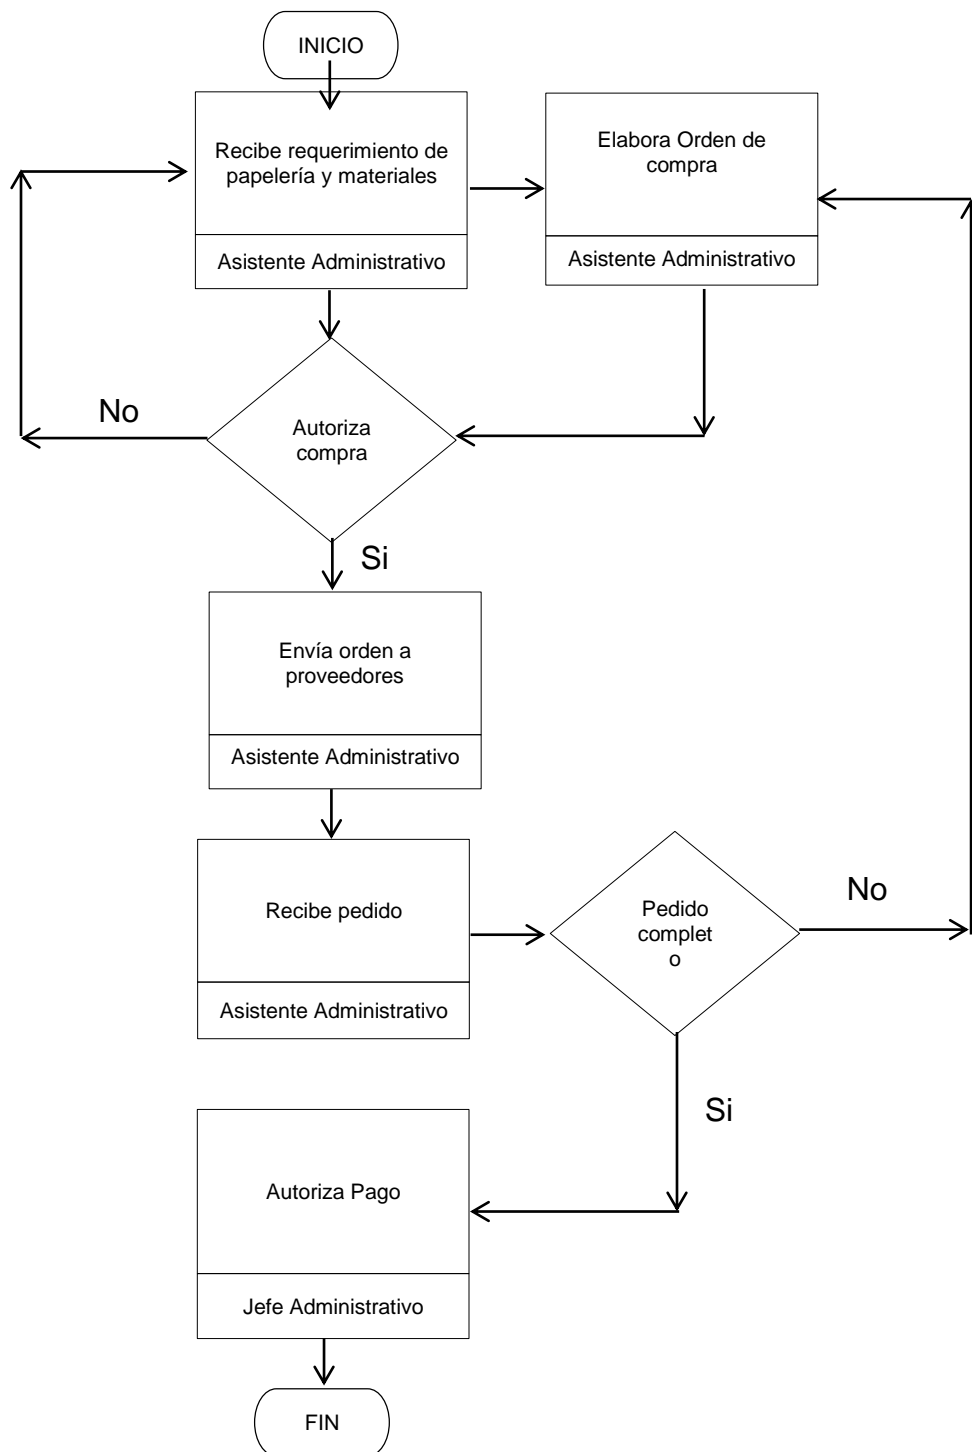 INICIO
Recibe requerimiento de
papelería y materiales
Asistente Administrativo
Elabora Orden de
compra
Asistente Administrativo
No
Autoriza
compra
Si
Envía orden a
proveedores
Asistente Administrativo
Recibe pedido
Asistente Administrativo
Pedido
complet
o
No
Si
Autoriza Pago
Jefe Administrativo
FIN